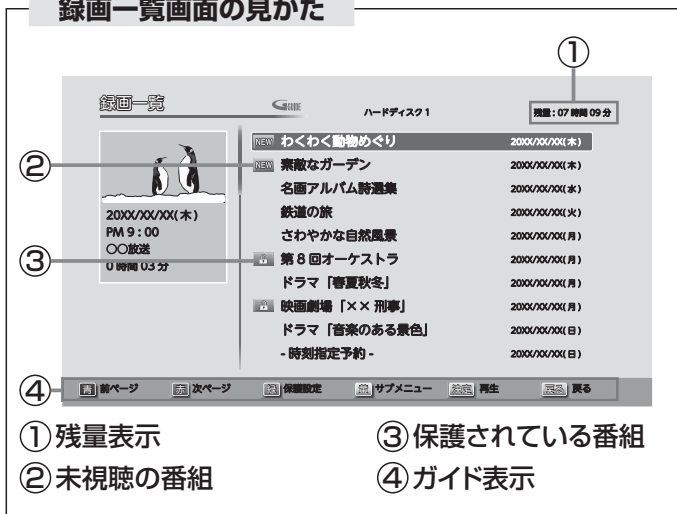 録画一覧画面の見かた
①
録画一覧 G GUIDE ハードディスク1 残量:07時間09分
NEW わくわく動物めぐり 20XX/XX/XX(木)
② NEW 素敵なガーデン 20XX/XX/XX(木)
名画アルバム詩選集 20XX/XX/XX(水)
20XX/XX/XX(木) 鉄道の旅 20XX/XX/XX(火)
PM 9:00 さわやかな自然風景 20XX/XX/XX(月)
〇〇放送
③ 第8回オーケストラ 20XX/XX/XX(月)
0時間03分
ドラマ「春夏秋冬」 20XX/XX/XX(月)
映画劇場「××刑事」 20XX/XX/XX(月)
ドラマ「音楽のある景色」 20XX/XX/XX(日)
-時刻指定予約- 20XX/XX/XX(日)
④ 青 前ページ 赤 次ページ 緑 保護設定 黄 サブメニュー 決定 再生 戻る 戻る
①残量表示 ③保護されている番組
②未視聴の番組 ④ガイド表示